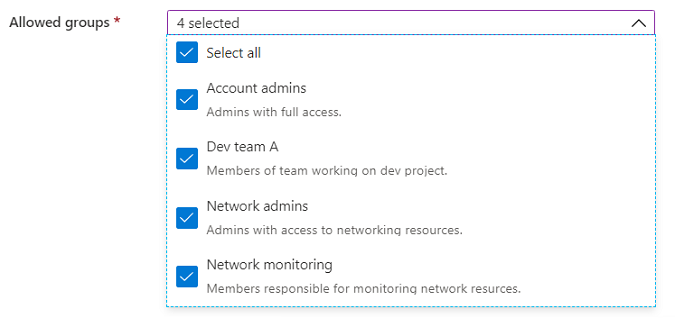 Allowed groups *
4 selected
Select all
Account admins
Admins with full access.
Dev team A
Members of team working on dev project.
Network admins
Admins with access to networking resources.
Network monitoring
Members responsible for monitoring network resurces.